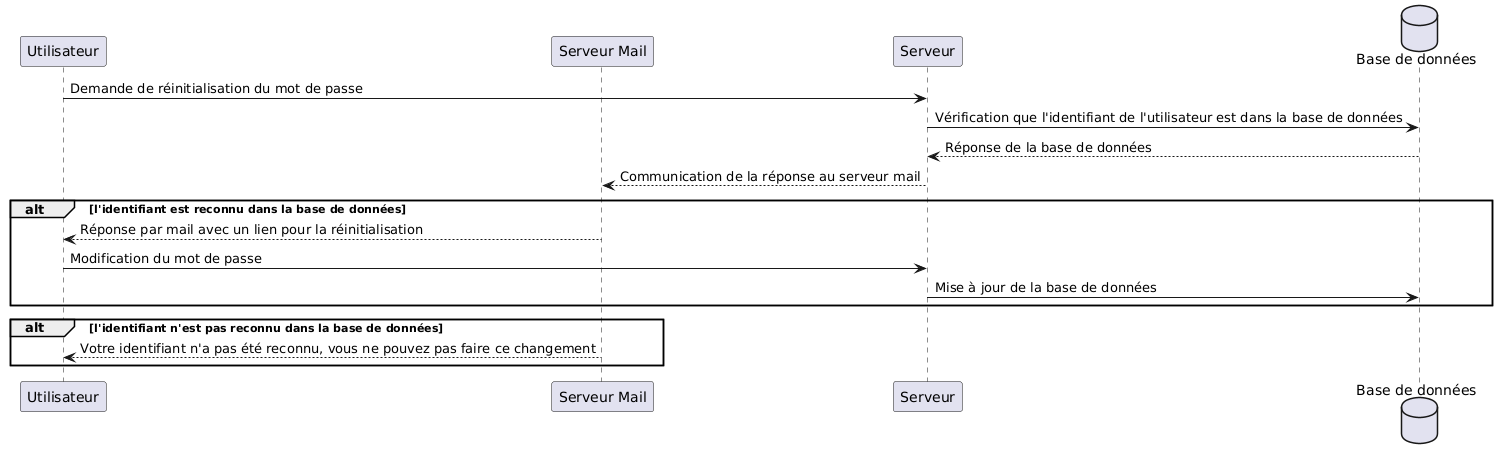 Base de données
Utilisateur
Serveur Mail
Serveur
Demande de réinitialisation du mot de passe
Vérification que l'identifiant de l'utilisateur est dans la base de données
Réponse de la base de données
Communication de la réponse au serveur mail
alt [l'identifiant est reconnu dans la base de données]
Réponse par mail avec un lien pour la réinitialisation
Modification du mot de passe
Mise à jour de la base de données
alt [l'identifiant n'est pas reconnu dans la base de données]
Votre identifiant n'a pas été reconnu, vous ne pouvez pas faire ce changement
Utilisateur
Serveur Mail
Serveur
Base de données